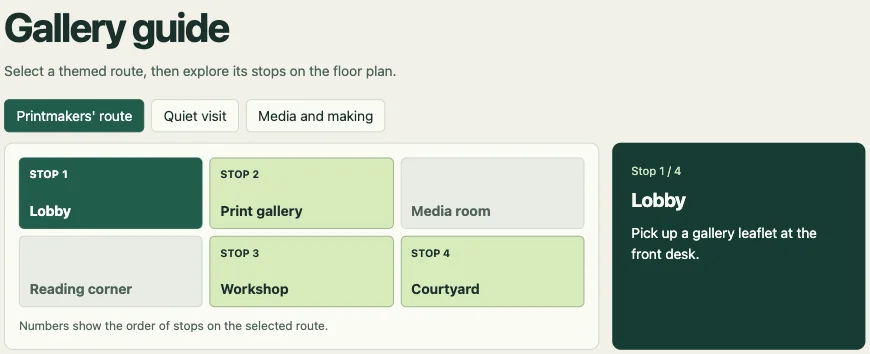 Gallery guide
Select a themed route, then explore its stops on the floor plan.
Printmakers' route
Quiet visit
Media and making
STOP 1
Lobby
STOP 2
Print gallery
Media room
Reading corner
STOP 3
Workshop
STOP 4
Courtyard
Numbers show the order of stops on the selected route.
Stop 1 / 4
Lobby
Pick up a gallery leaflet at the
front desk.